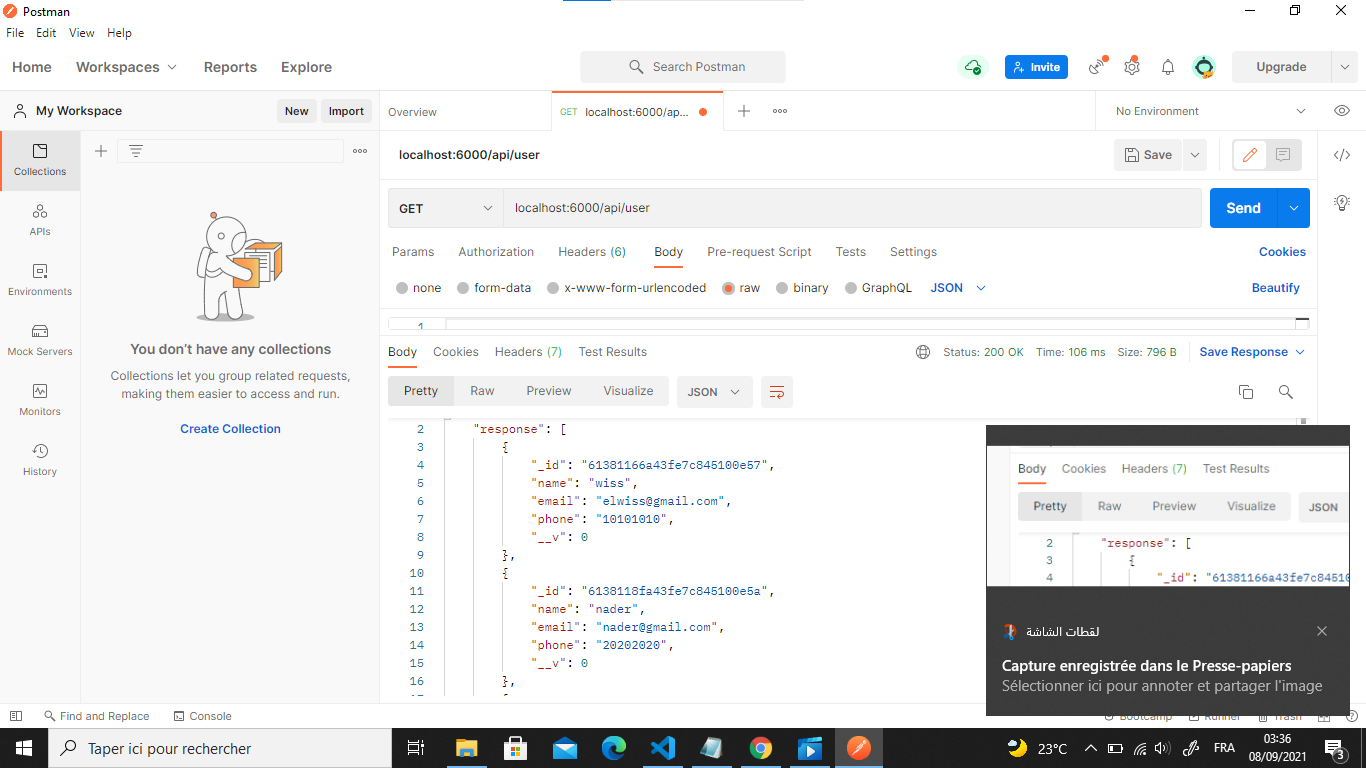 Postman
File Edit View Help
Home Workspaces Reports Explore Search Postman Invite Upgrade
My Workspace New Import Overview GET localhost:6000/ap... No Environment
Collections
APIs
Environments
Mock Servers
Monitors
History
You don't have any collections
Collections let you group related requests,
making them easier to access and run.
Create Collection
localhost:6000/api/user Save
GET localhost:6000/api/user Send
Params Authorization Headers (6) Body Pre-request Script Tests Settings Cookies
none form-data x-www-form-urlencoded raw binary GraphQL JSON Beautify
1
Body Cookies Headers (7) Test Results Status: 200 OK Time: 106 ms Size: 796 B Save Response
Pretty Raw Preview Visualize JSON
2 "response": [
3 {
4 "_id": "61381166a43fe7c845100e57",
5 "name": "wiss",
6 "email": "elwiss@gmail.com",
7 "phone": "10101010",
8 "__v": 0
9 },
10 {
11 "_id": "6138118fa43fe7c845100e5a",
12 "name": "nader",
13 "email": "nader@gmail.com",
14 "phone": "20202020",
15 "__v": 0
16 },
Body Cookies Headers (7) Test Results
Pretty Raw Preview Visualize JSON
2 "response": [
3 {
4 "_id": "61381166a43fe7c84510
لقطات الشاشة
Capture enregistrée dans le Presse-papiers
Sélectionner ici pour annoter et partager l'image
Find and Replace Console Bootcamp Runner Trash
Taper ici pour rechercher 23°C FRA 03:36
08/09/2021 3